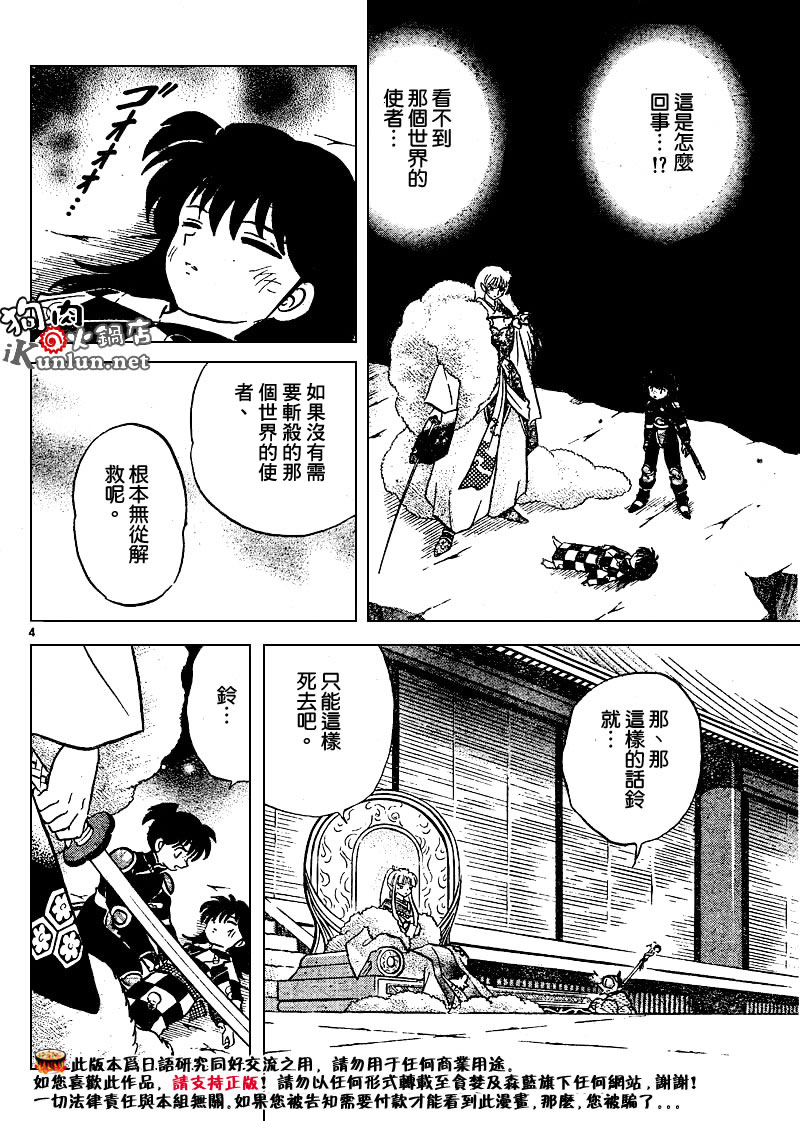 這是怎麼
回事…!?
看不到
那個世界的
使者…
ゴオオオオ…
狗肉
火鍋店
iKunlun.net
如果沒有需
要斬殺的那
個世界的使
者、
根本無從解
救呢。
4
那、那
這樣的話鈴
就…
只能這樣
死去吧。
鈴…
此版本爲日語研究同好交流之用，請勿用于任何商業用途。
如您喜歡此作品，請支持正版！請勿以任何形式轉載至貪婪及森藍旗下任何網站，謝謝！
一切法律責任與本組無關。如果您被告知需要付款才能看到此漫畫，那麼，您被騙了...